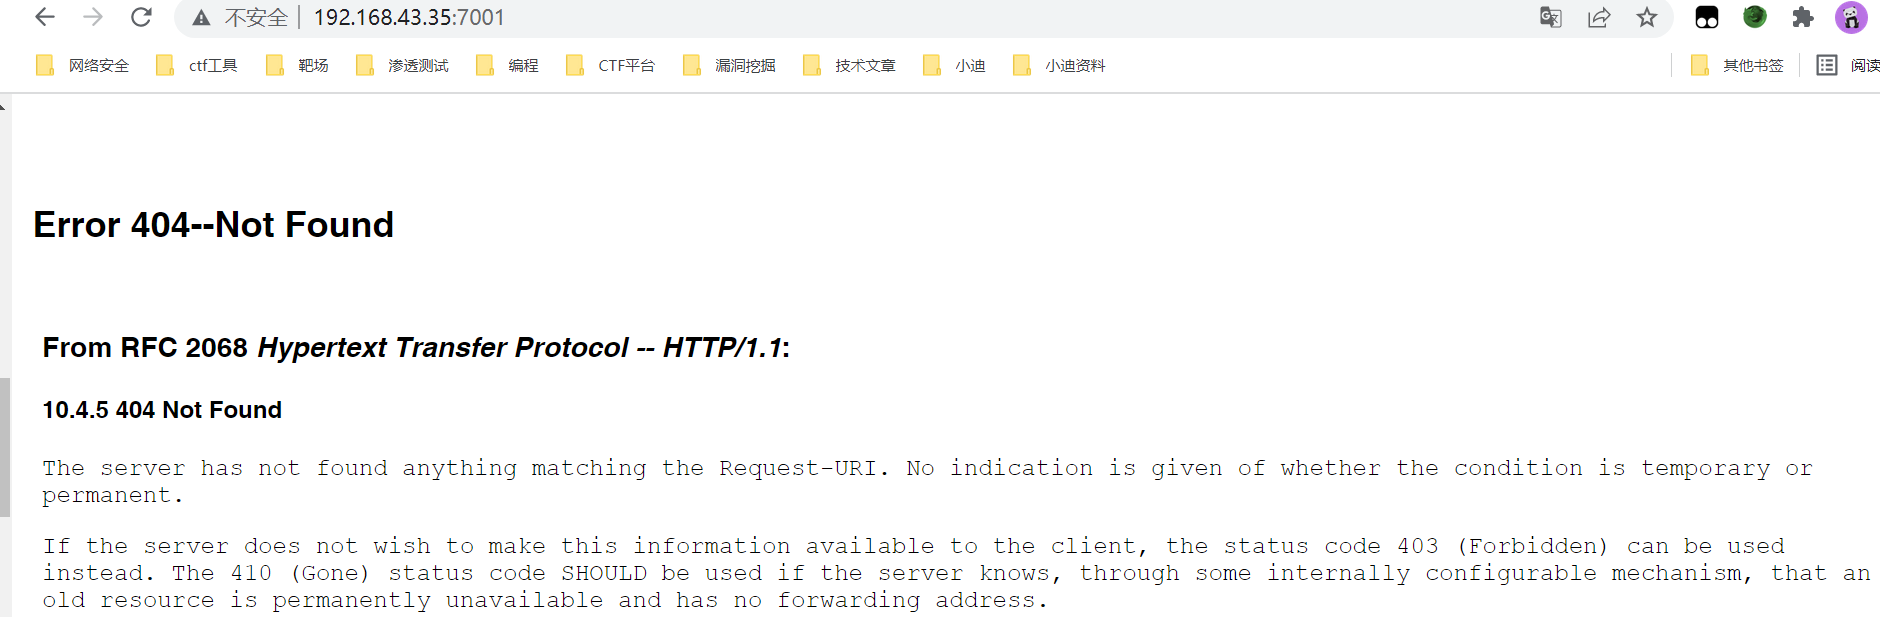 不安全 192.168.43.35:7001
网络安全 ctf工具 靶场 渗透测试 编程 CTF平台 漏洞挖掘 技术文章 小迪 小迪资料 其他书签 阅读
Error 404--Not Found
From RFC 2068 Hypertext Transfer Protocol -- HTTP/1.1:
10.4.5 404 Not Found
The server has not found anything matching the Request-URI. No indication is given of whether the condition is temporary or
permanent.
If the server does not wish to make this information available to the client, the status code 403 (Forbidden) can be used
instead. The 410 (Gone) status code SHOULD be used if the server knows, through some internally configurable mechanism, that an
old resource is permanently unavailable and has no forwarding address.